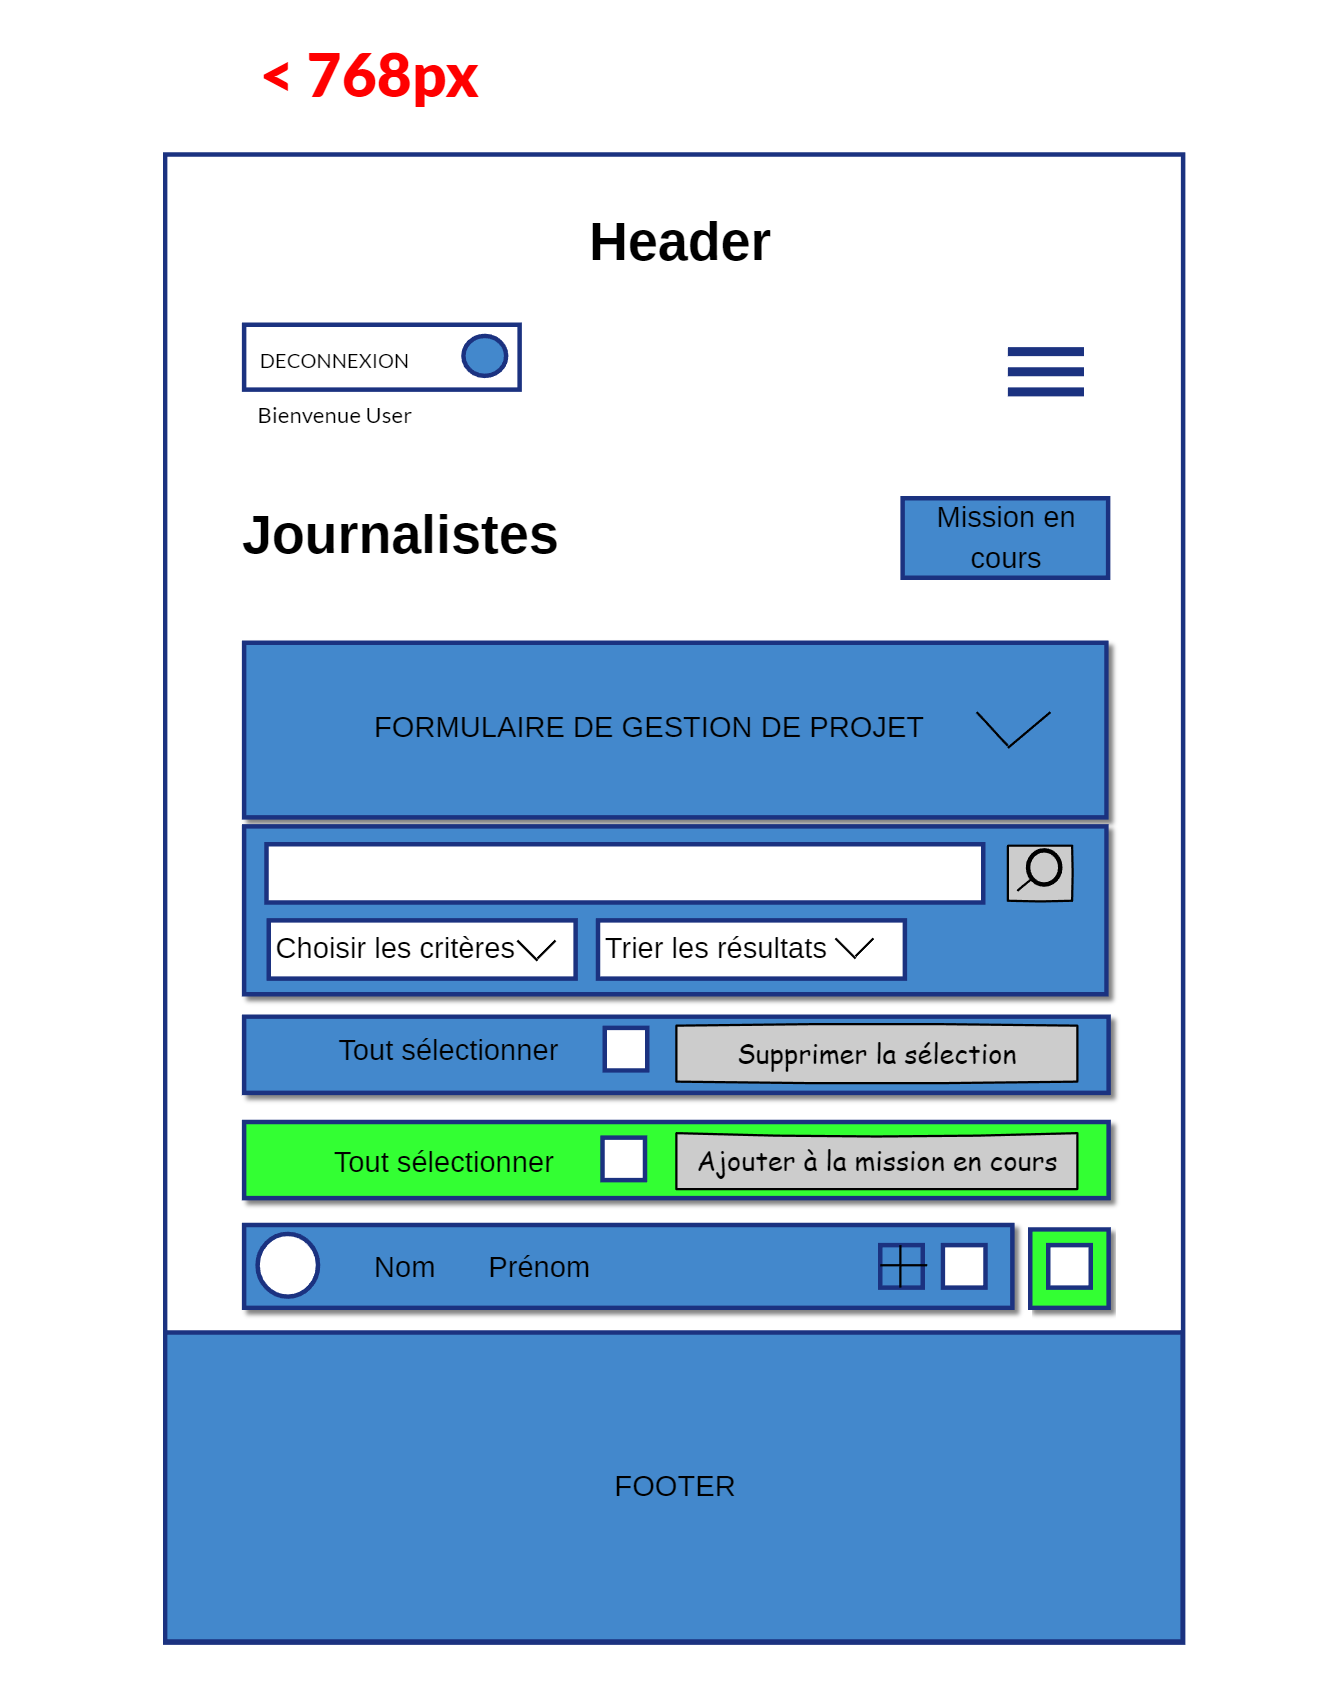 < 768px
Header
DECONNEXION
Bienvenue User
Journalistes
Mission en
cours
FORMULAIRE DE GESTION DE PROJET
Choisir les critères
Trier les résultats
Tout sélectionner
Supprimer la sélection
Tout sélectionner
Ajouter à la mission en cours
Nom
Prénom
FOOTER